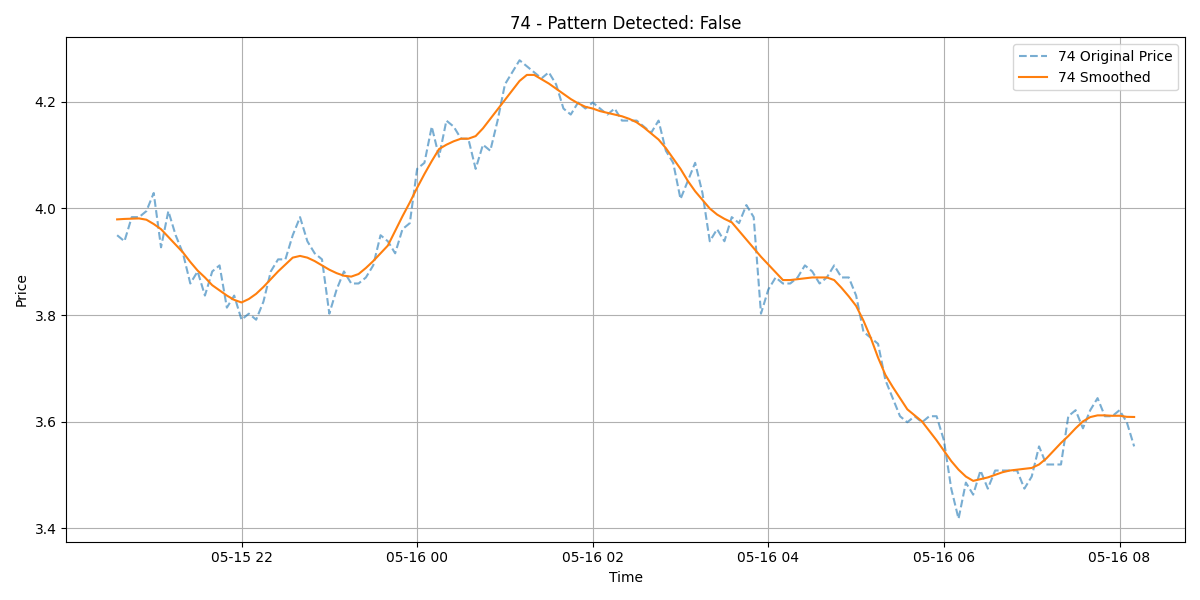 74 - Pattern Detected: False
74 Original Price
74 Smoothed
Price
4.2
4.0
3.8
3.6
3.4
05-15 22
05-16 00
05-16 02
05-16 04
05-16 06
05-16 08
Time